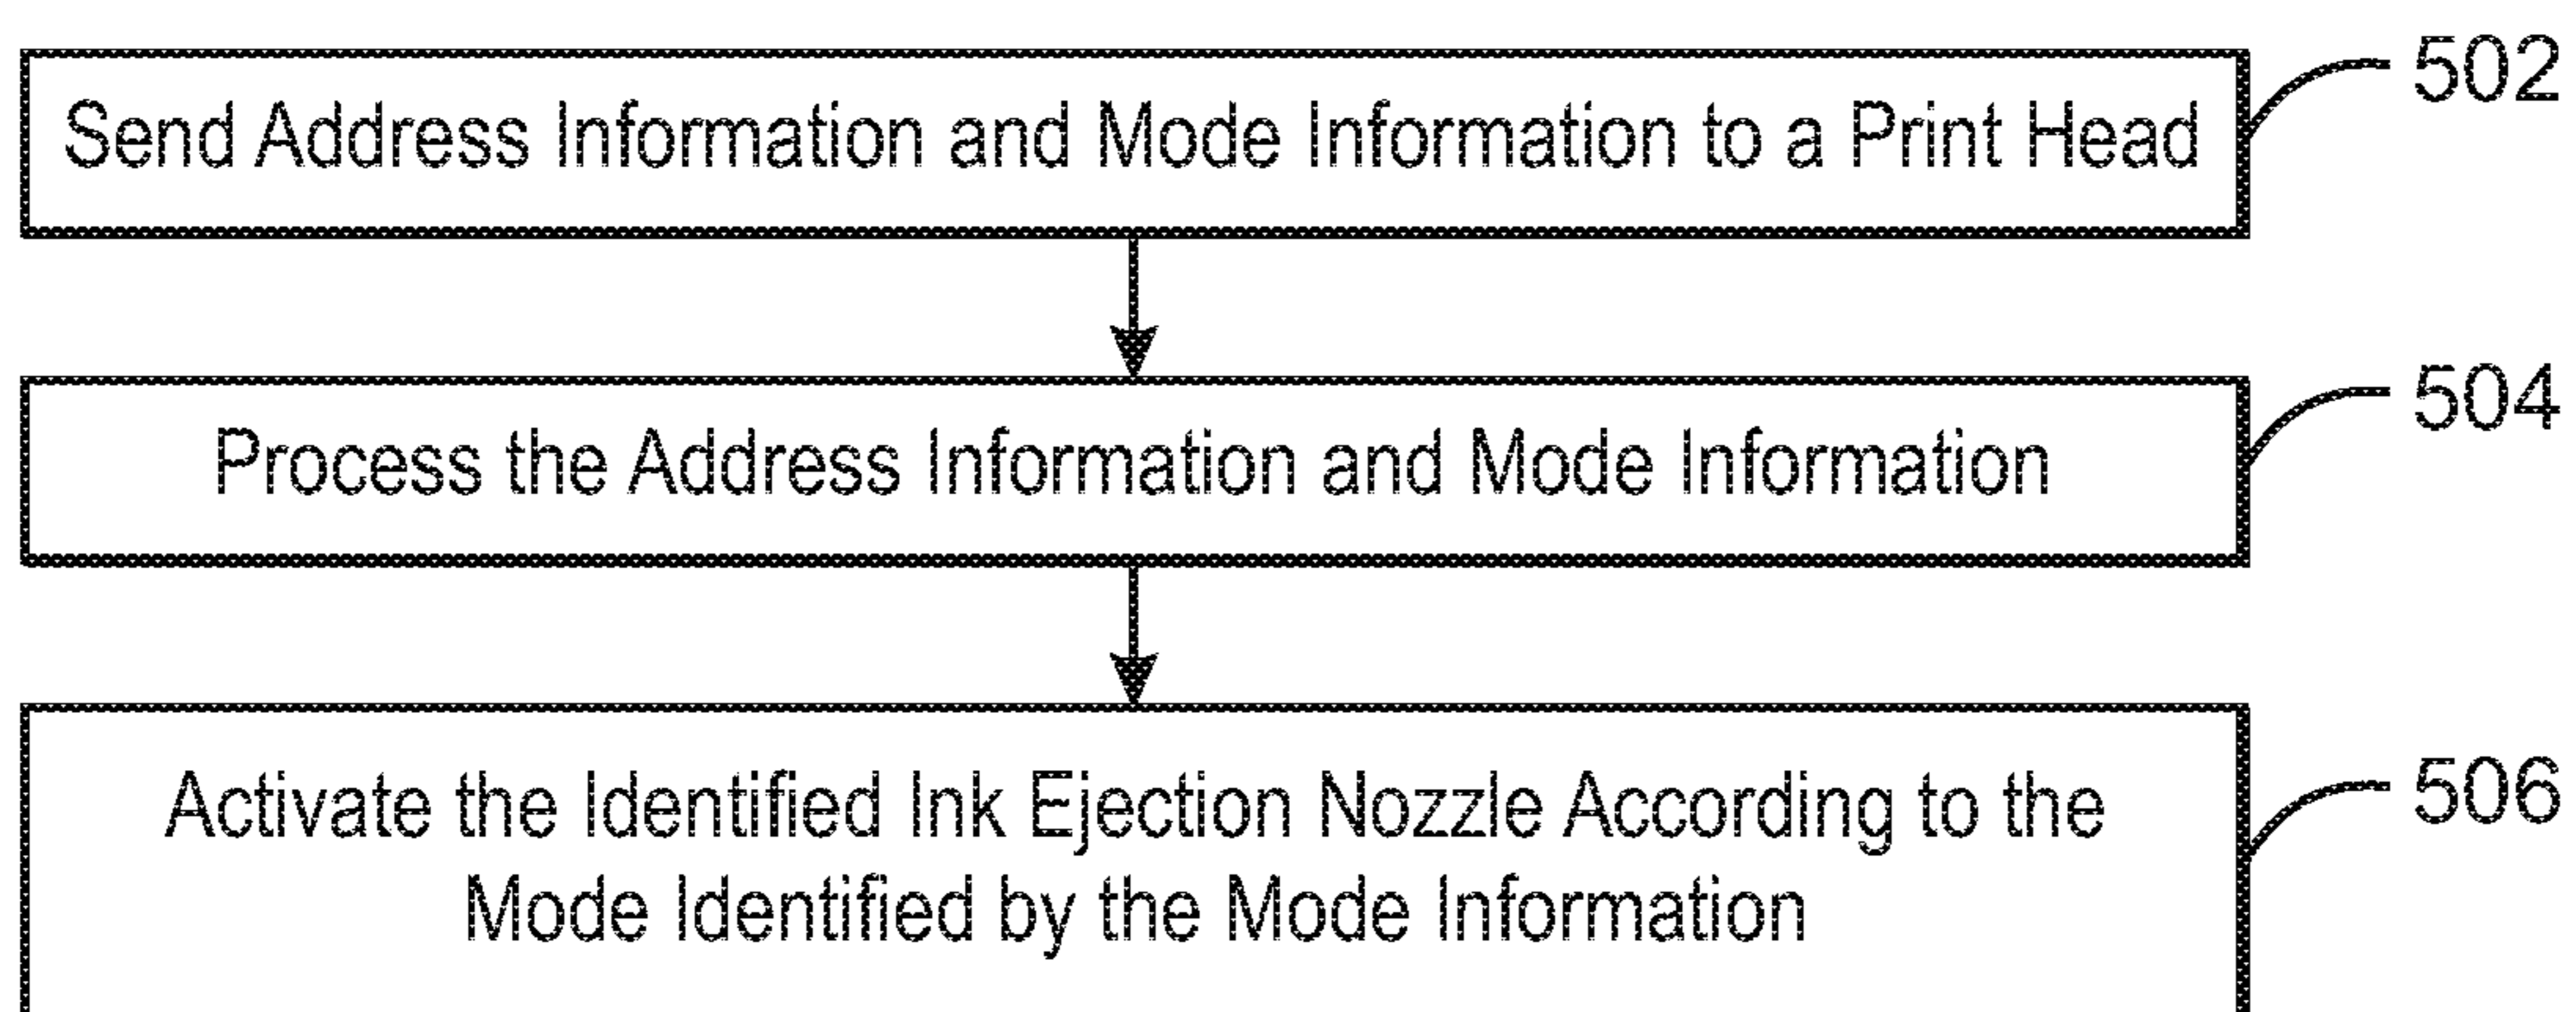 Send Address Information and Mode Information to a Print Head
502
Process the Address Information and Mode Information
504
Activate the Identified Ink Ejection Nozzle According to the
Mode Identified by the Mode Information
506